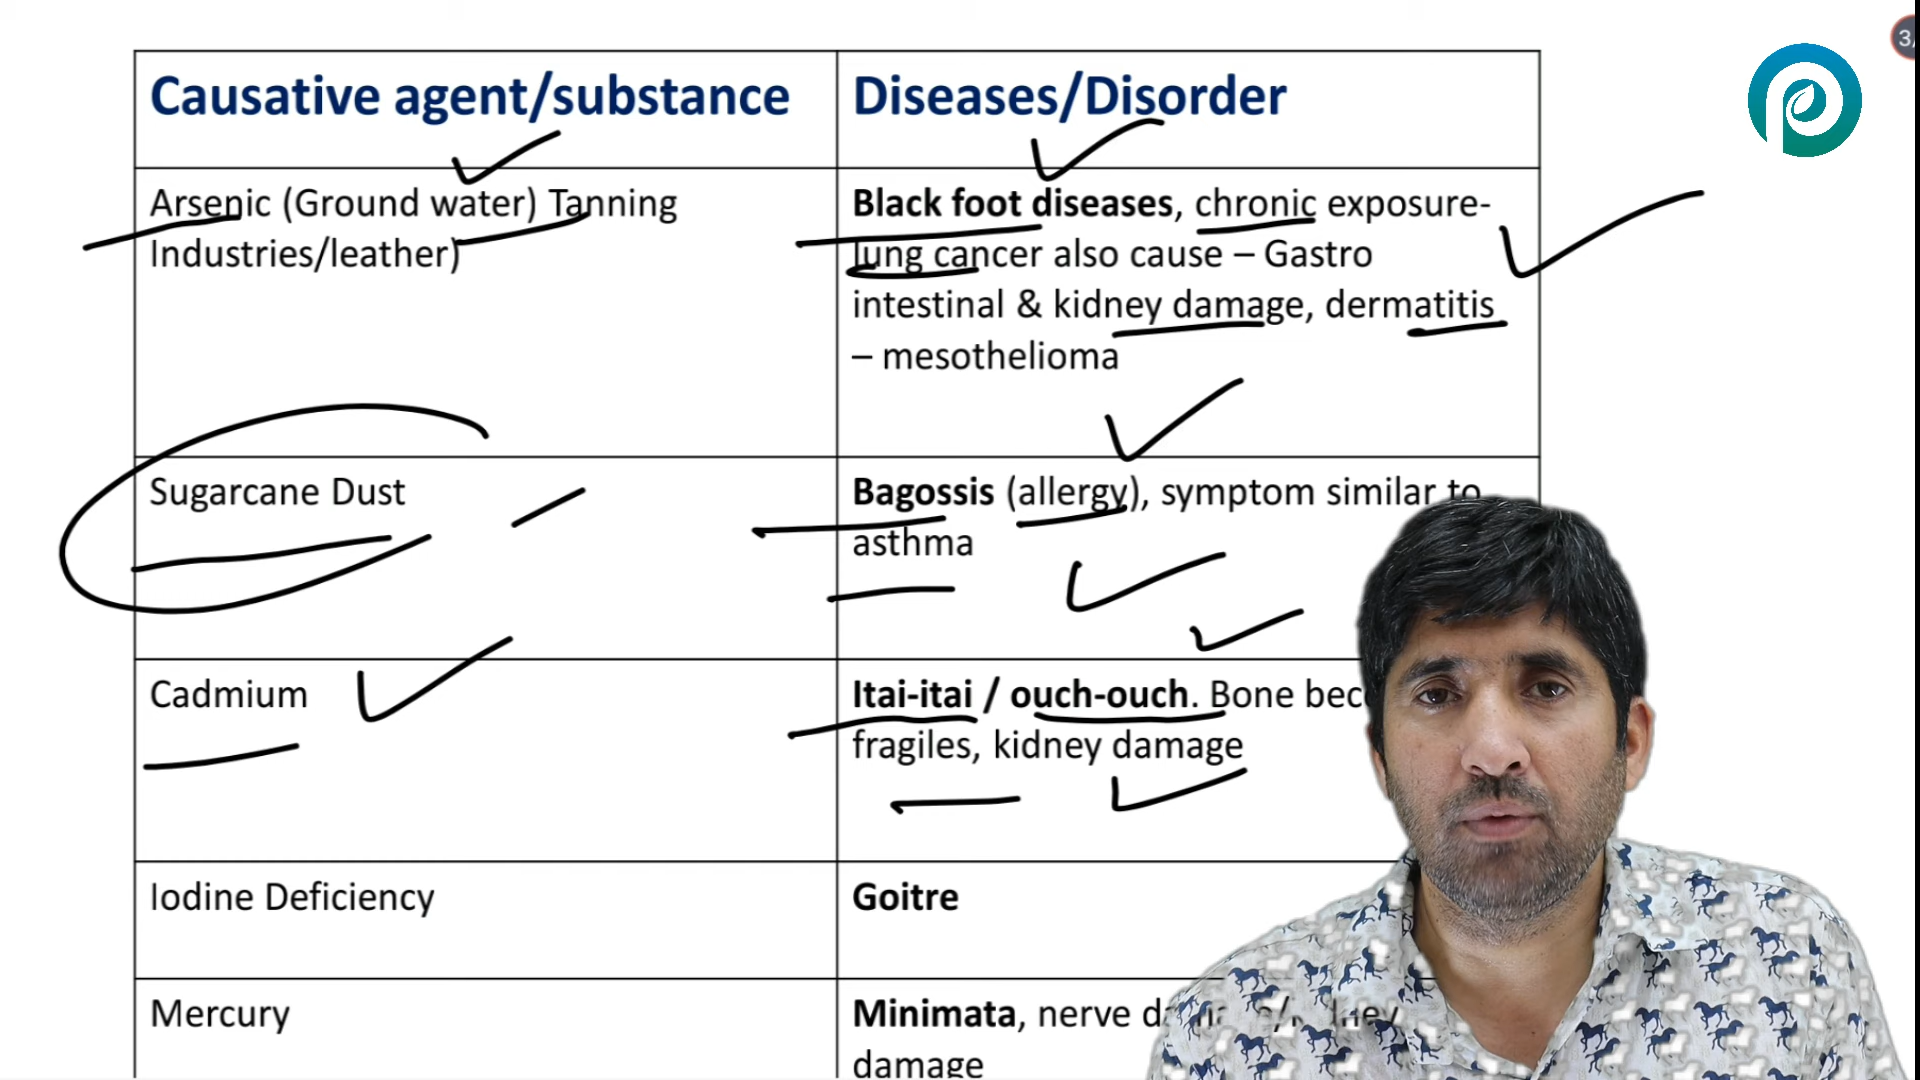 Causative agent/substance
Diseases/Disorder
Arsenic (Ground water) Tanning
Industries/leather)
Black foot diseases, chronic exposure-
lung cancer also cause – Gastro
intestinal & kidney damage, dermatitis
– mesothelioma
Sugarcane Dust
Bagossis (allergy), symptom similar to
asthma
Cadmium
Itai-itai / ouch-ouch. Bone
fragiles, kidney damage
Iodine Deficiency
Goitre
Mercury
Minimata, nerve
damage